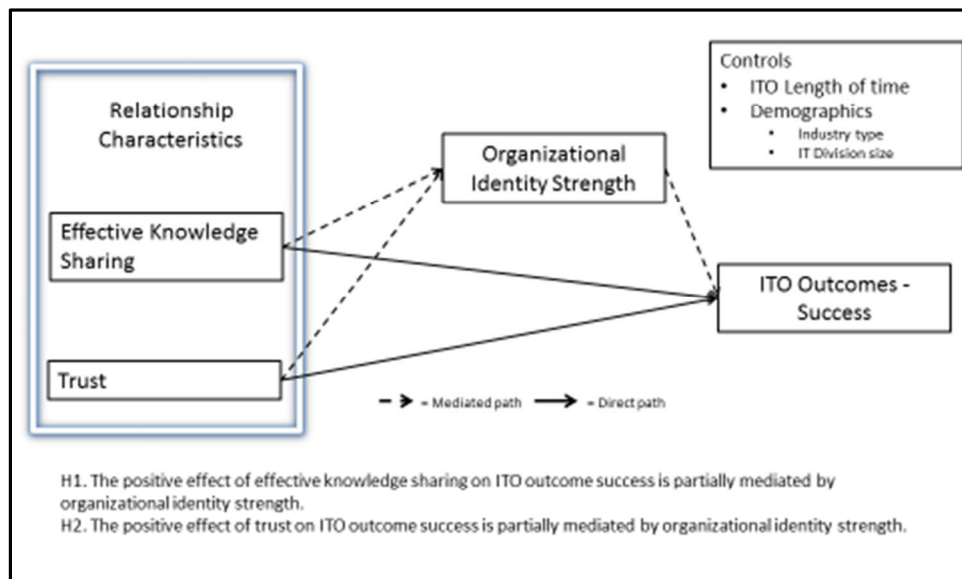 Relationship
Characteristics
Effective Knowledge
Sharing
Trust
Organizational
Identity Strength
Controls
• ITO Length of time
• Demographics
• Industry type
• IT Division size
ITO Outcomes -
Success
= Mediated path
= Direct path
H1. The positive effect of effective knowledge sharing on ITO outcome success is partially mediated by
organizational identity strength.
H2. The positive effect of trust on ITO outcome success is partially mediated by organizational identity strength.